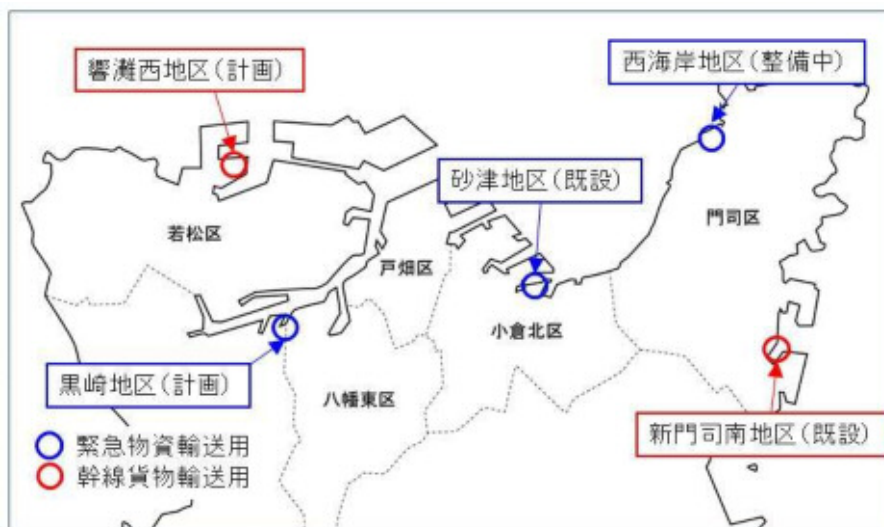 響灘西地区(計画)
西海岸地区(整備中)
砂津地区(既設)
若松区
門司区
戸畑区
小倉北区
黒崎地区(計画)
八幡東区
新門司南地区(既設)
緊急物資輸送用
幹線貨物輸送用